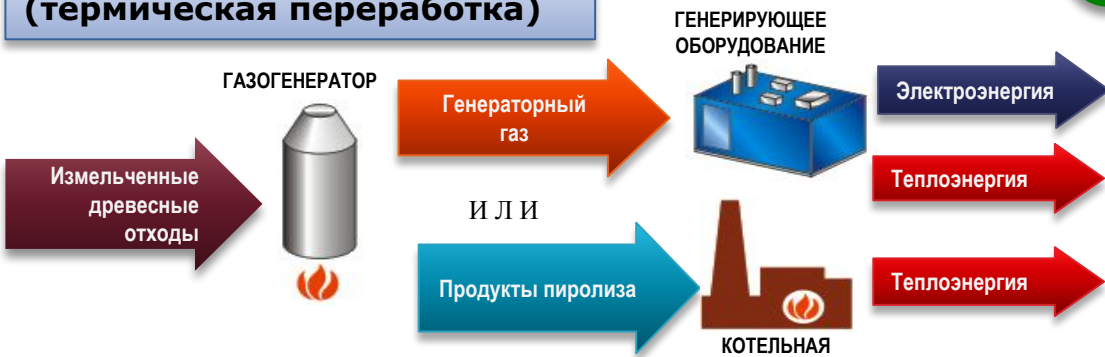 (термическая переработка)
ГАЗОГЕНЕРАТОР
Измельченные
древесные
отходы
Генераторный
газ
И Л И
Продукты пиролиза
ГЕНЕРИРУЮЩЕЕ
ОБОРУДОВАНИЕ
КОТЕЛЬНАЯ
Электроэнергия
Теплоэнергия
Теплоэнергия